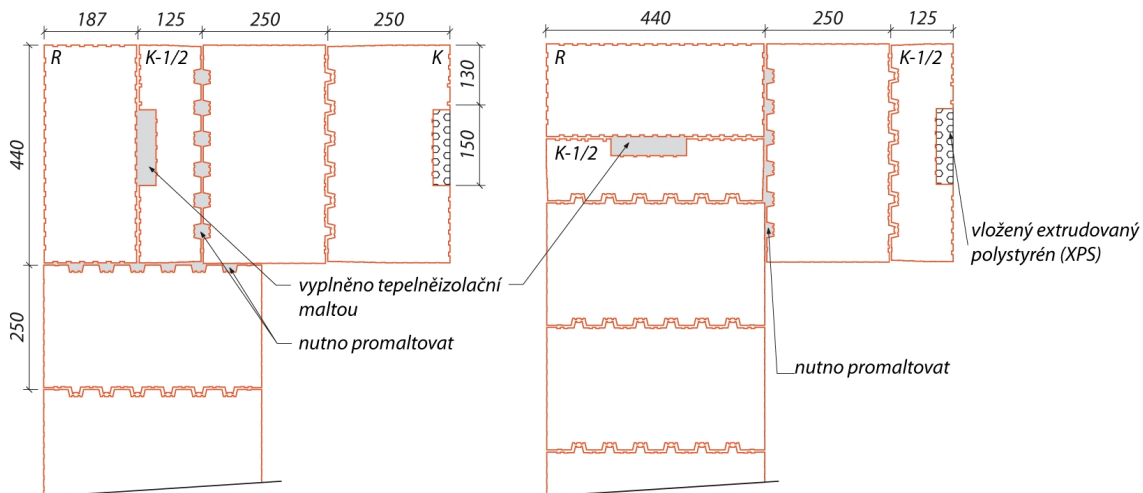 187 125 250 250
440 250 125
R K-1/2 K
R K-1/2
130
150
440
250
K-1/2
vložený extrudovaný
polystyrén (XPS)
vyplněno tepelněizolační
maltou
nutno promaltovat
nutno promaltovat